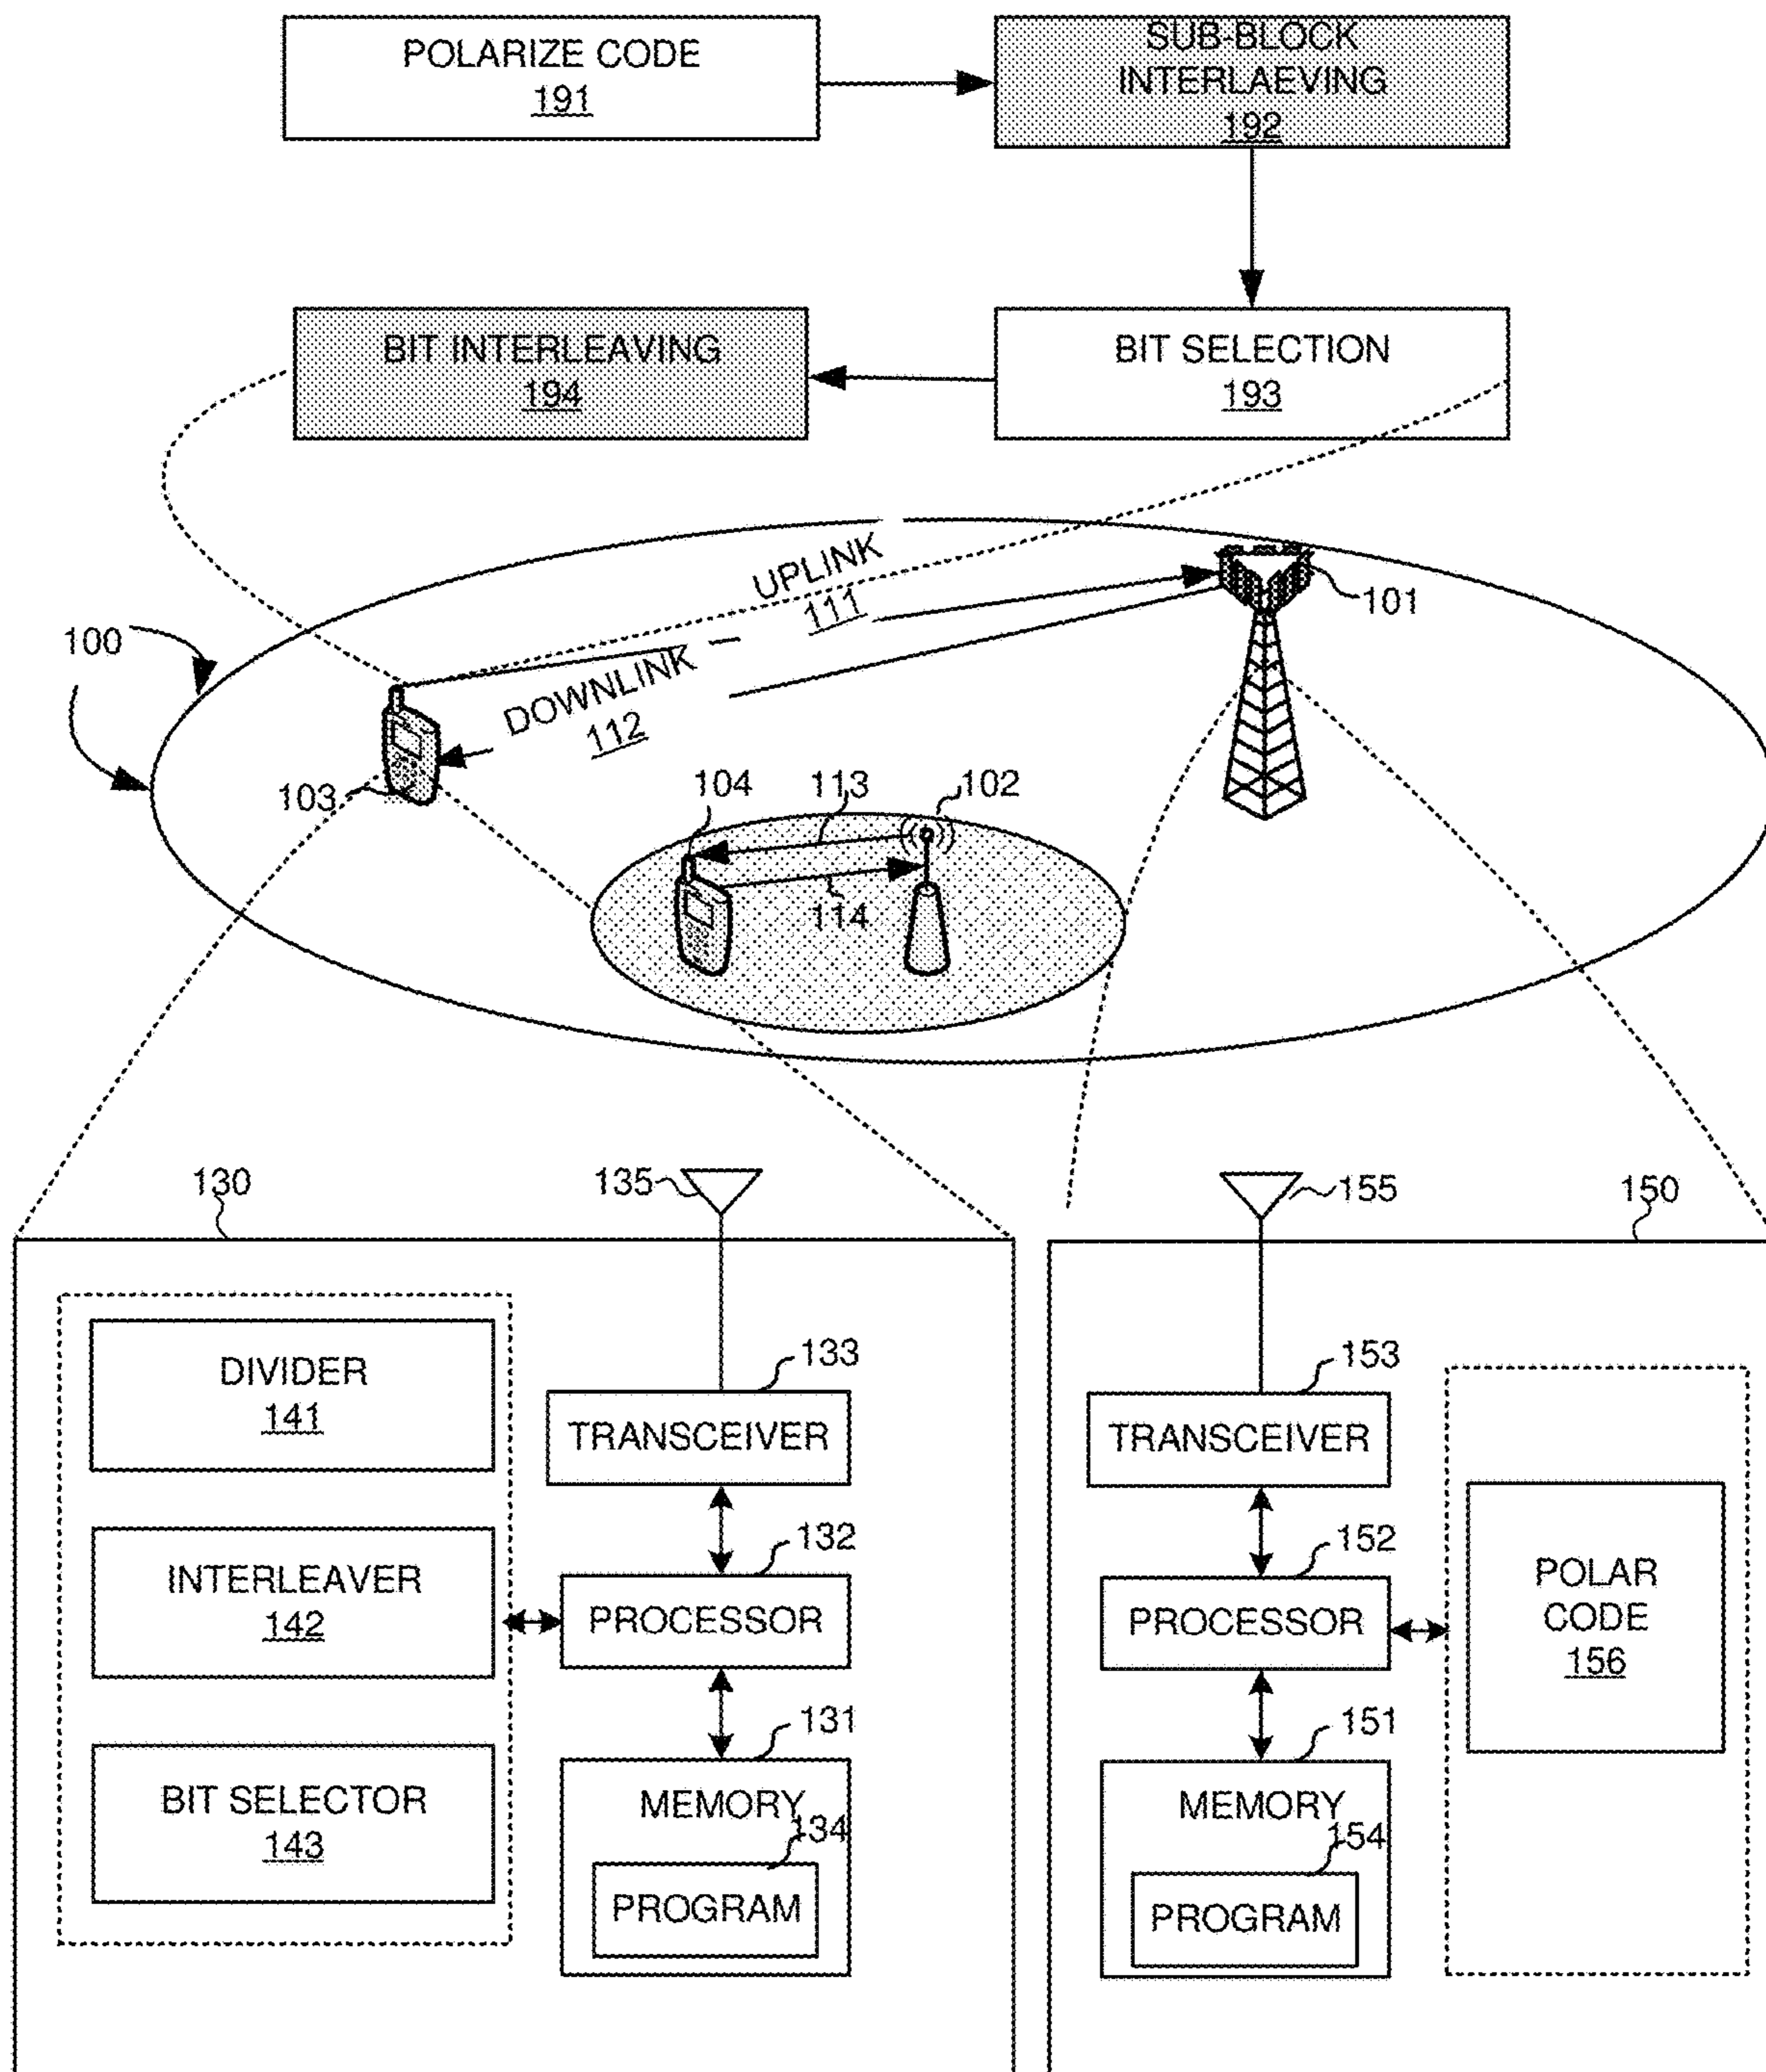 POLARIZE CODE
191
SUB-BLOCK
INTERLAEVING
192
BIT INTERLEAVING
194
BIT SELECTION
193
UPLINK
111
101
100
DOWNLINK
112
103
104
113
102
114
130
135
155
150
DIVIDER
141
133
TRANSCEIVER
153
TRANSCEIVER
INTERLEAVER
142
132
PROCESSOR
152
PROCESSOR
POLAR
CODE
156
BIT SELECTOR
143
131
MEMORY
134
PROGRAM
151
MEMORY
154
PROGRAM